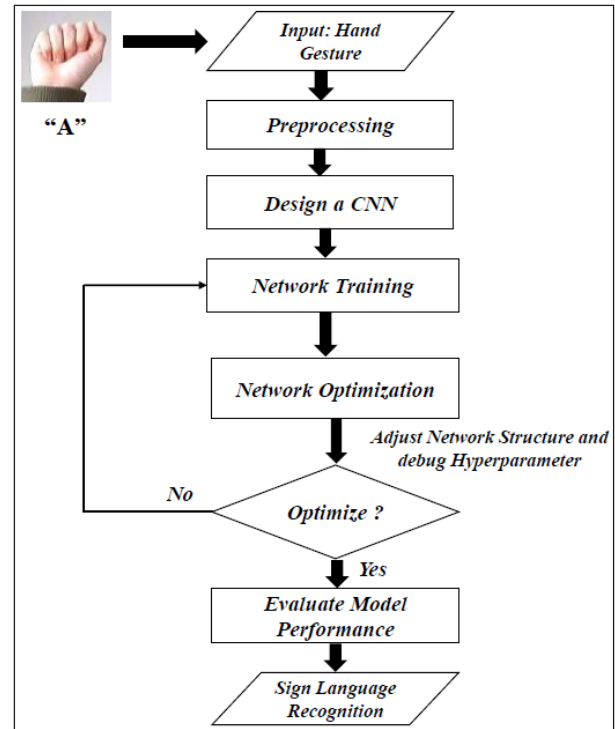 Input: Hand
Gesture
“A”
Preprocessing
Design a CNN
Network Training
Network Optimization
Adjust Network Structure and
debug Hyperparameter
No
Optimize ?
Yes
Evaluate Model
Performance
Sign Language
Recognition